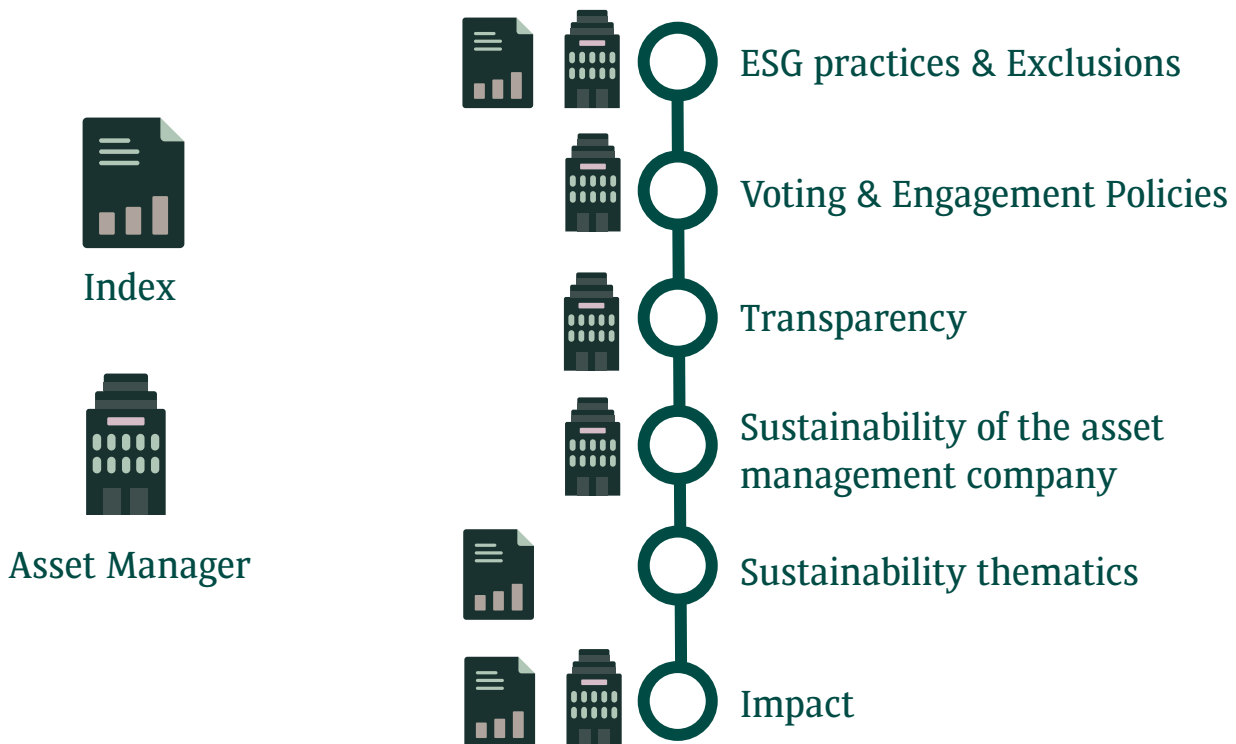 Index
Asset Manager
ESG practices & Exclusions
Voting & Engagement Policies
Transparency
Sustainability of the asset
management company
Sustainability thematics
Impact